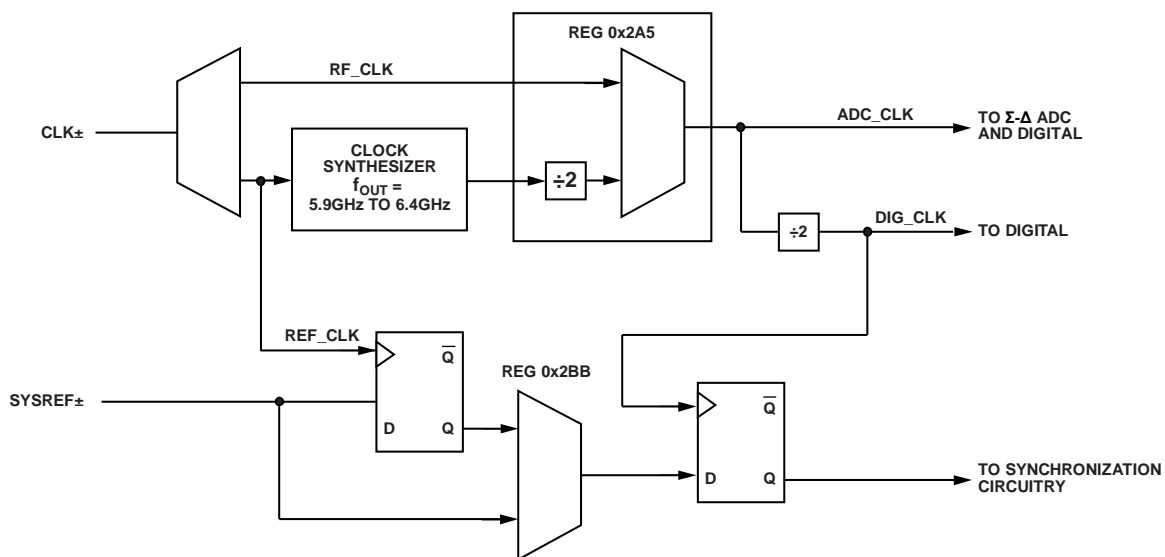 REG 0x2A5
RF_CLK
CLK±
CLOCK
SYNTHESIZER
fOUT =
5.9GHz TO 6.4GHz
÷2
ADC_CLK
TO Σ-Δ ADC
AND DIGITAL
÷2
DIG_CLK
TO DIGITAL
REF_CLK
SYSREF±
Q
D
Q
REG 0x2BB
Q
D
Q
TO SYNCHRONIZATION
CIRCUITRY